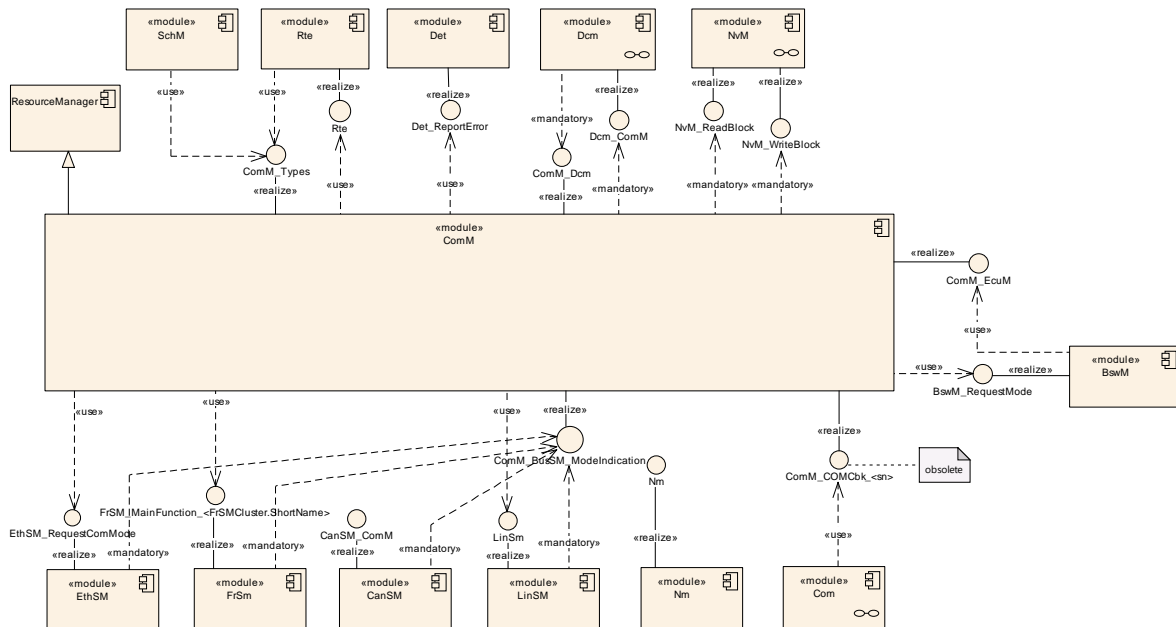 «module»
SchM
«module»
Rte
«module»
Det
«module»
Dcm
«module»
NvM
ResourceManager
«use»
«use»
«realize»
Rte
«realize»
Det_ReportError
«mandatory»
«realize»
Dcm_ComM
«realize»
NvM_ReadBlock
«realize»
NvM_WriteBlock
ComM_Types
«realize»
«use»
«use»
ComM_Dcm
«realize»
«mandatory»
«mandatory»
«mandatory»
«module»
ComM
«realize»
ComM_EcuM
«use»
«use»
«realize»
BswM_RequestMode
«module»
BswM
«use»
«use»
«use»
«realize»
«realize»
ComM_BusSM_ModeIndication
ComM_COMCbk_<sn>
obsolete
Nm
FrSM_MainFunction_<FrSMCluster.ShortName>
EthSM_RequestComMode
CanSM_ComM
LinSm
«use»
«realize»
«mandatory»
«realize»
«mandatory»
«realize»
«mandatory»
«realize»
«mandatory»
«realize»
«module»
EthSM
«module»
FrSm
«module»
CanSM
«module»
LinSM
«module»
Nm
«module»
Com